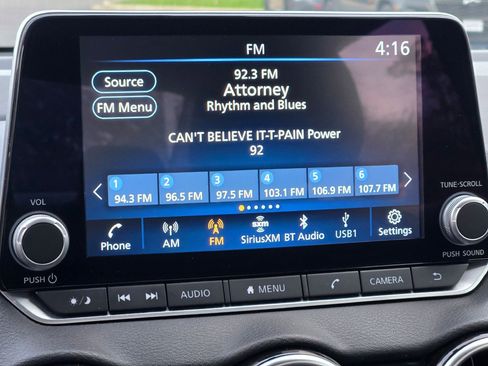 FM
4:16
Source
FM Menu
92.3 FM
Attorney
Rhythm and Blues
CAN'T BELIEVE IT-T-PAIN Power
92
1 2 3 4 5 6
94.3 FM 96.5 FM 97.5 FM 103.1 FM 106.9 FM 107.7 FM
Phone AM FM sxm SiriusXM BT Audio USB1 Settings
VOL
PUSH
TUNE·SCROLL
PUSH SOUND
AUDIO MENU CAMERA